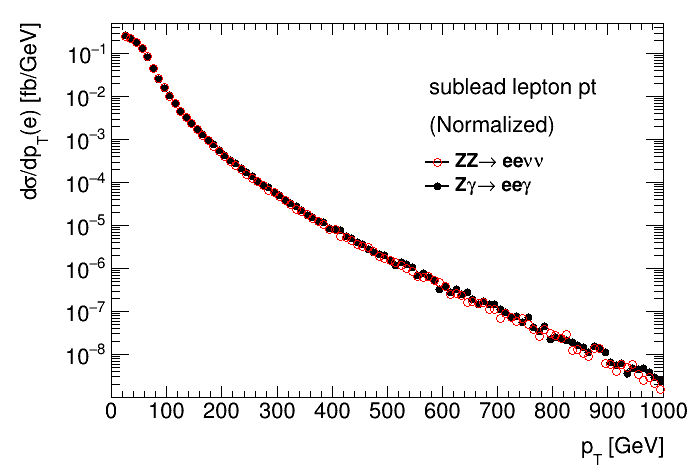 dσ/dp_T(e) [fb/GeV]
10⁻¹
10⁻²
10⁻³
10⁻⁴
10⁻⁵
10⁻⁶
10⁻⁷
10⁻⁸
sublead lepton pt
(Normalized)
ZZ→ eeνν
Zγ→ eeγ
0 100 200 300 400 500 600 700 800 900 1000
p_T [GeV]